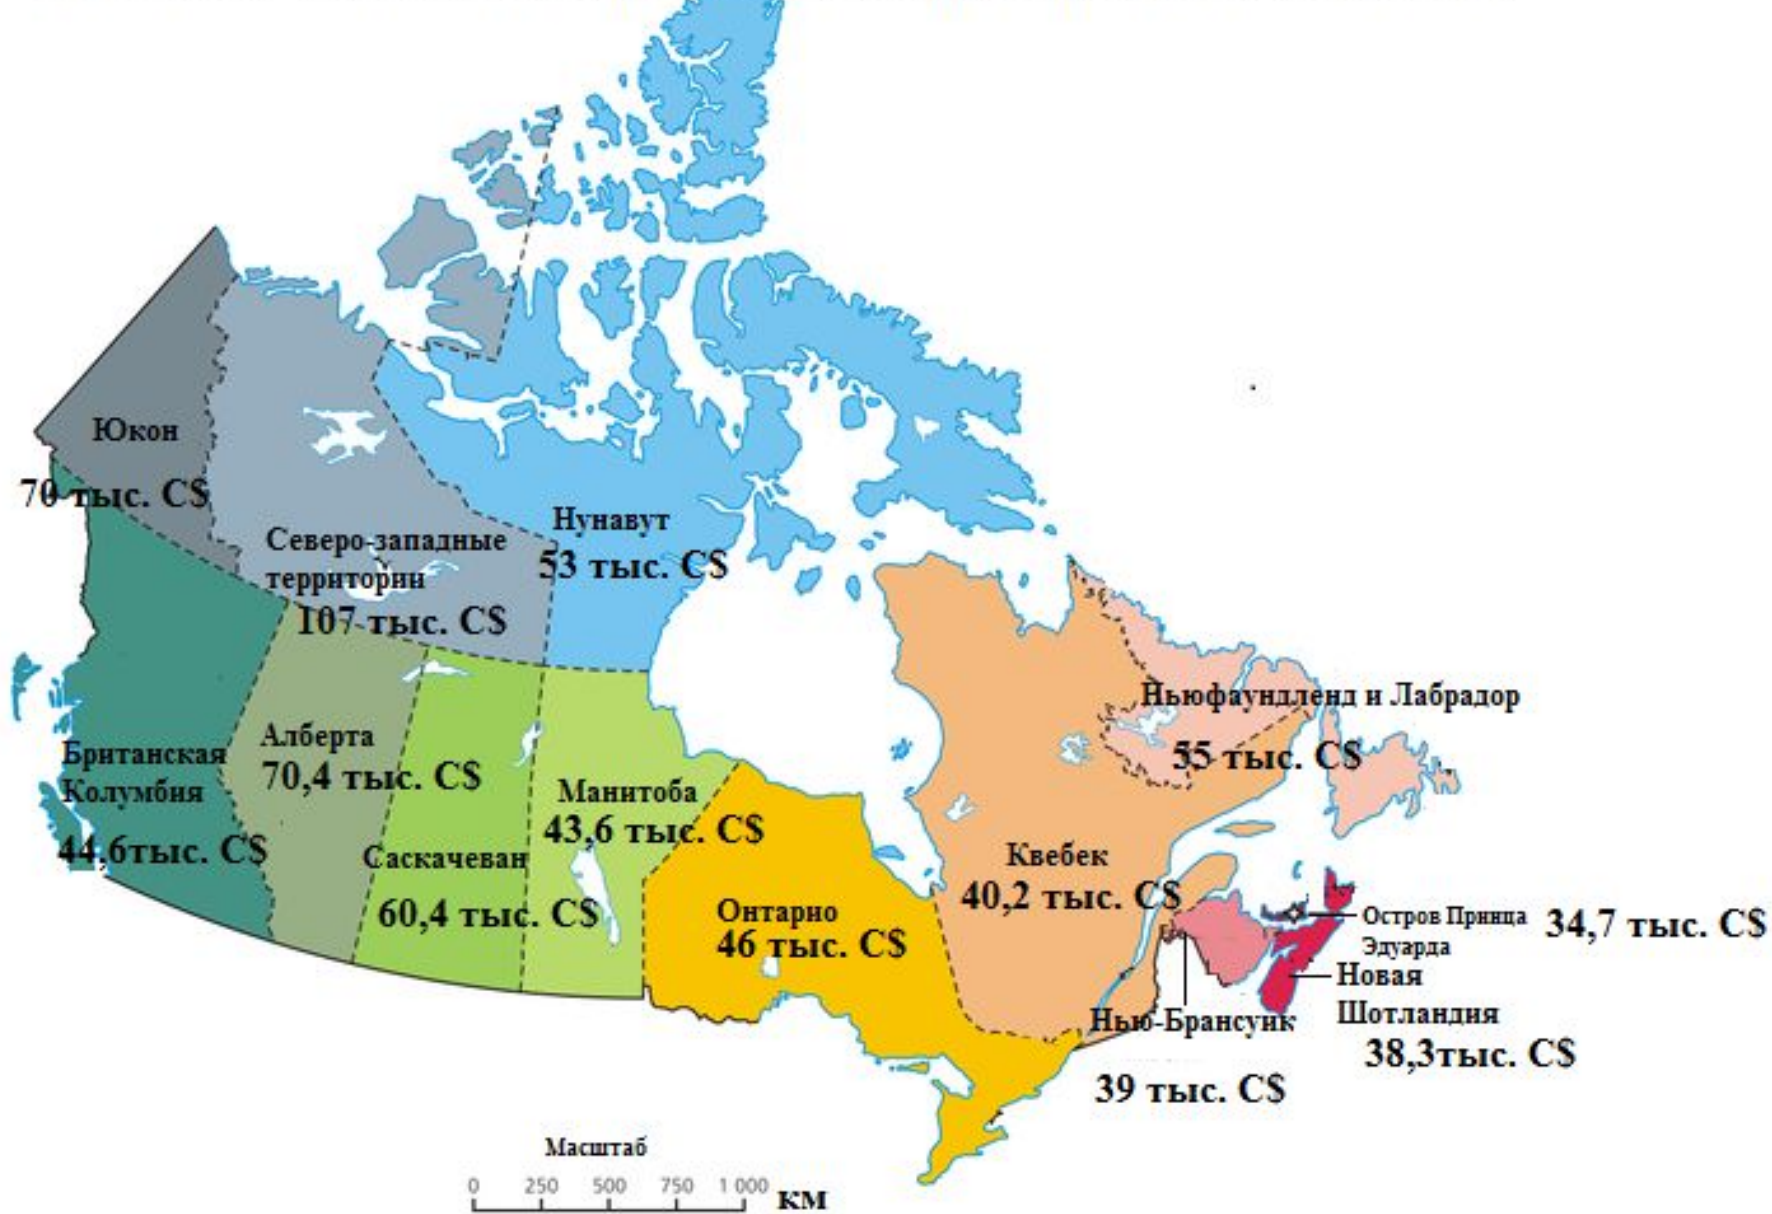 Юкон
70 тыс. C$
Северо-западные
территории
107 тыс. C$
Нунавут
53 тыс. C$
Британская
Колумбия
44,6тыс. C$
Алберта
70,4 тыс. C$
Саскачеван
60,4 тыс. C$
Манитоба
43,6 тыс. C$
Онтарио
46 тыс. C$
Квебек
40,2 тыс. C$
Ньюфаундленд и Лабрадор
55 тыс. C$
Остров Принца
Эдуарда
34,7 тыс. C$
Новая
Шотландия
38,3тыс. C$
Нью-Брансуик
39 тыс. C$
Масштаб
0 250 500 750 1 000 км